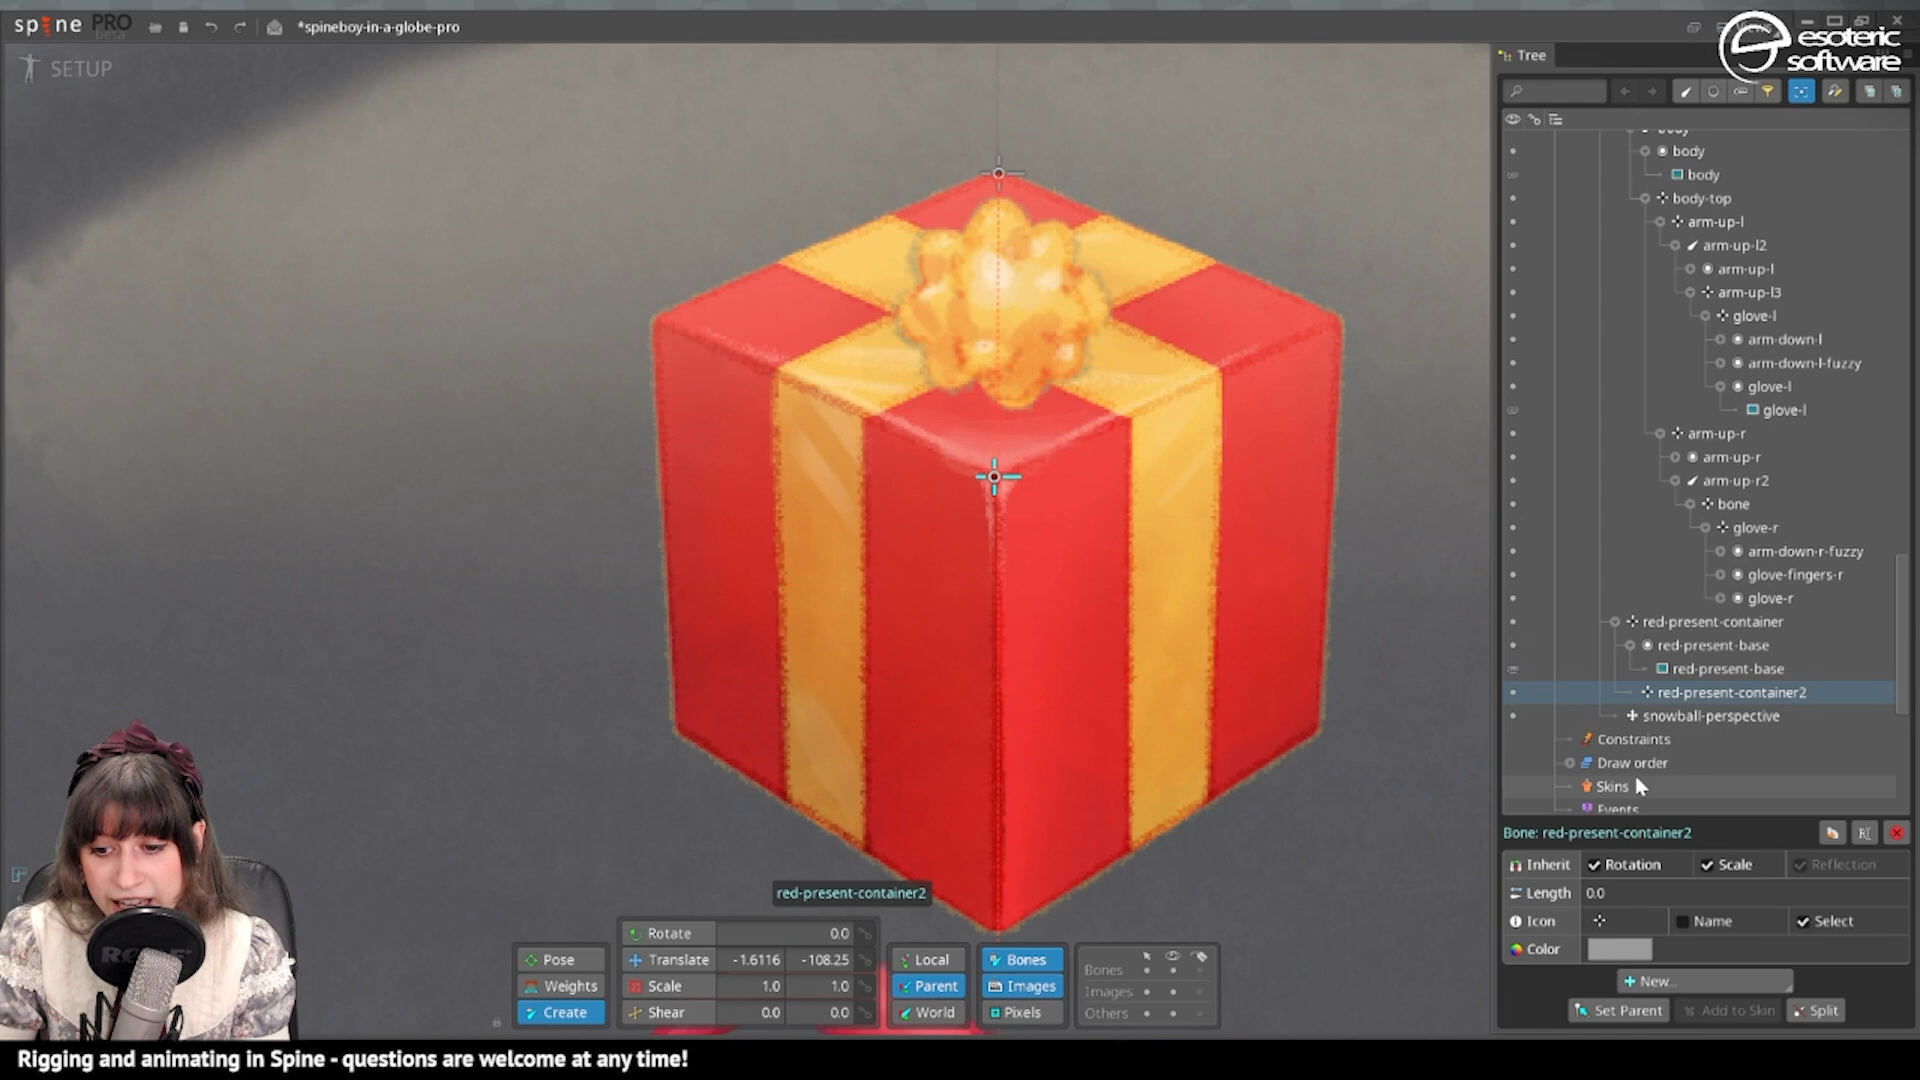 spine PRO
beta
*spineboy-in-a-globe-pro
Views
esoteric
software
SETUP
Tree
body
body
body
body-top
arm-up-l
arm-up-l2
arm-up-l
arm-up-l3
glove-l
arm-down-l
arm-down-l-fuzzy
glove-l
glove-l
arm-up-r
arm-up-r
arm-up-r2
bone
glove-r
arm-down-r-fuzzy
glove-fingers-r
glove-r
red-present-container
red-present-base
red-present-base
red-present-container2
snowball-perspective
Constraints
Draw order
Skins
Events
Bone: red-present-container2
Inherit Rotation Scale Reflection
Length 0.0
Icon Name Select
Color
New...
Set Parent Add to Skin Split
red-present-container2
Pose
Weights
Create
Rotate 0.0
Translate -1.6116 -108.25
Scale 1.0 1.0
Shear 0.0 0.0
Local
Parent
World
Bones
Images
Pixels
Bones
Images
Others
Rigging and animating in Spine - questions are welcome at any time!